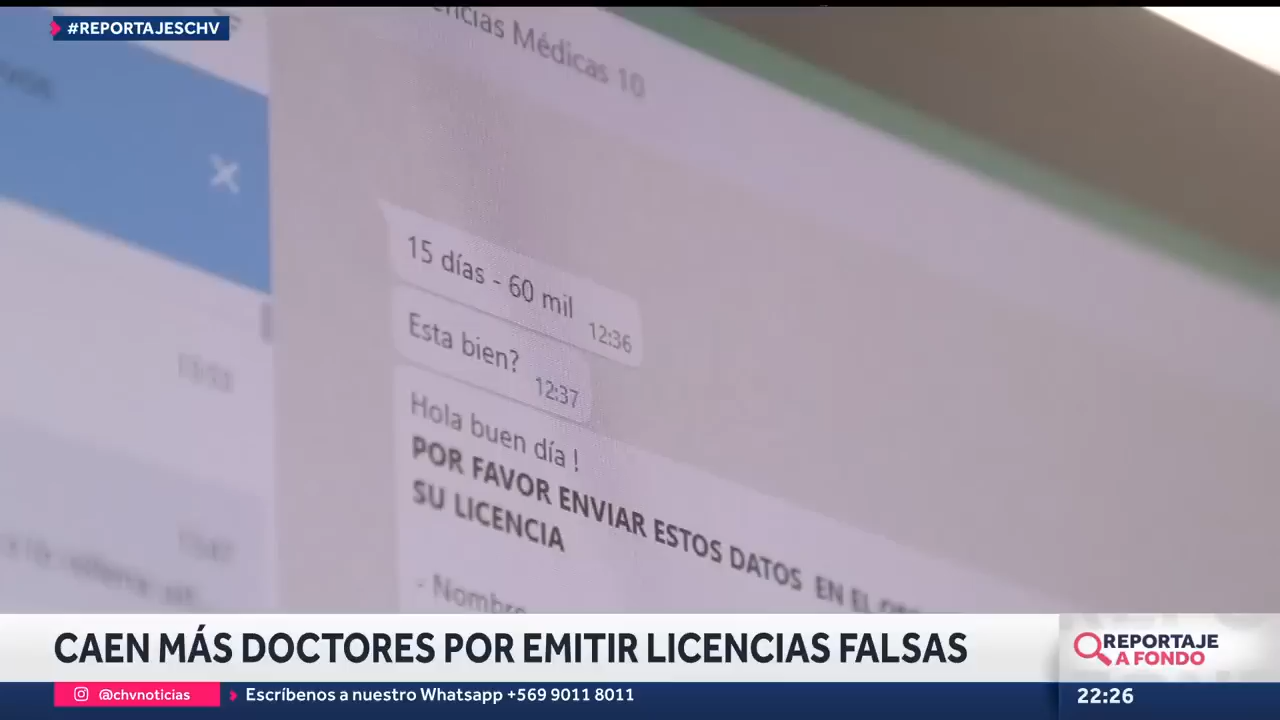 #REPORTAJESCHV
Médicas 10
15 días - 60 mil
12:36
Esta bien?
12:37
Hola buen día !
POR FAVOR ENVIAR ESTOS DATOS EN EL
SU LICENCIA
- Nombre
CAEN MÁS DOCTORES POR EMITIR LICENCIAS FALSAS
REPORTAJE
A FONDO
@chvnoticias
Escríbenos a nuestro Whatsapp +569 9011 8011
22:26